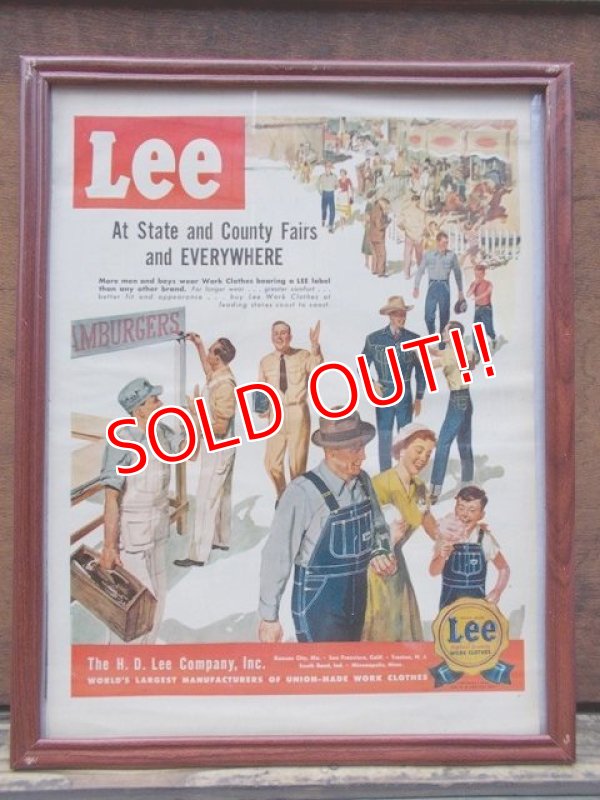 Lee
At State and County Fairs
and EVERYWHERE
More men and boys wear Work Clothes bearing a LEE label
than any other brand. For longer wear . . . greater comfort . . .
better fit and appearance . . . buy Lee Work Clothes at
leading stores coast to coast.
AMBURGERS
SOLD OUT!!
Lee
WORK CLOTHES
The H. D. Lee Company, Inc.
Kansas City, Mo. • San Francisco, Calif. • Trenton, N. J.
South Bend, Ind. • Minneapolis, Minn.
WORLD'S LARGEST MANUFACTURERS OF UNION-MADE WORK CLOTHES